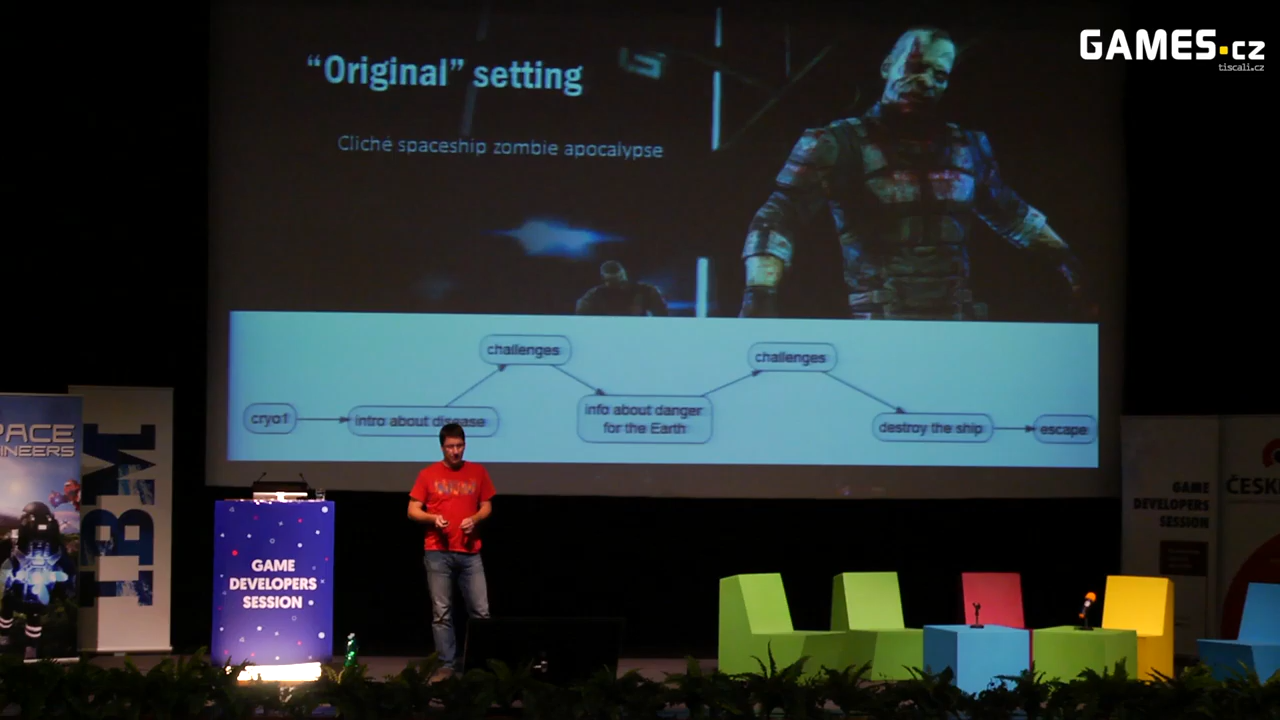 GAMES.cz
tiscali.cz
“Original” setting
Cliché spaceship zombie apocalypse
challenges
challenges
cryo1
intro about disease
info about danger
for the Earth
destroy the ship
escape
PACE
INEERS
IBM
GAME
DEVELOPERS
SESSION
GAME
DEVELOPERS
SESSION
ČESK